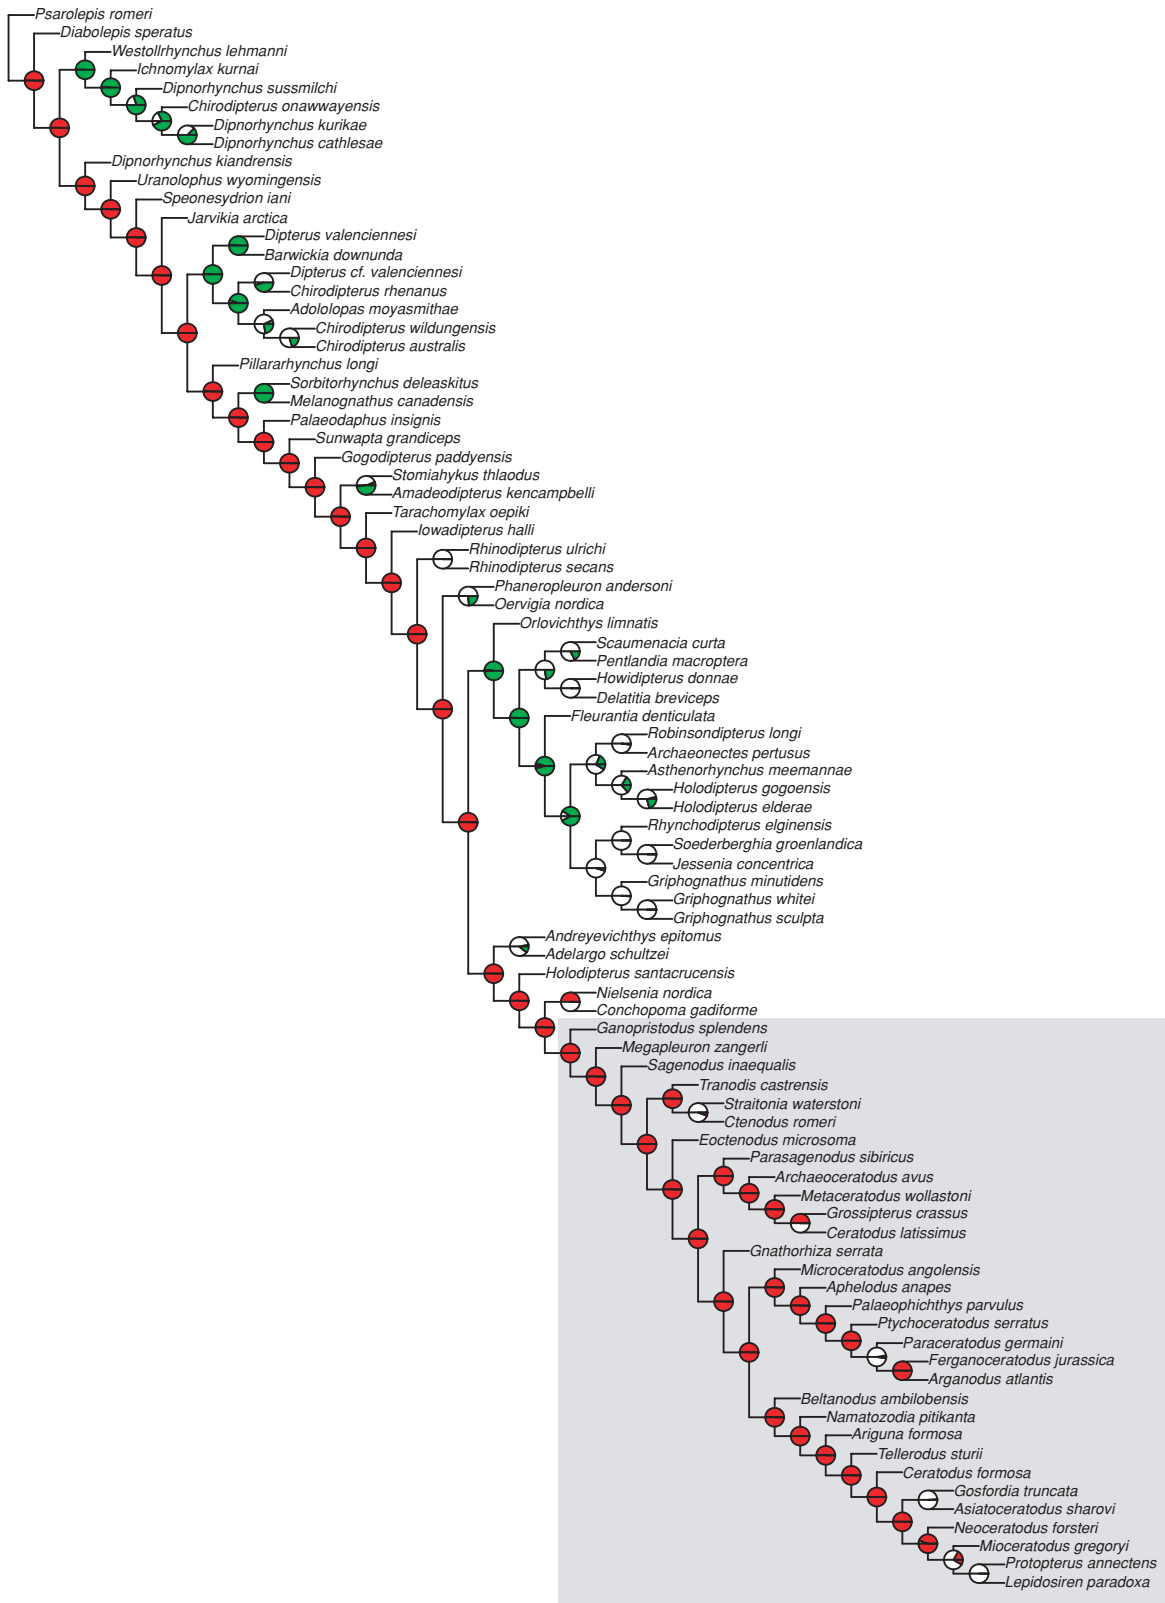 Psarolepis romeri
Diabolepis speratus
Westollrhynchus lehmanni
Ichnomylax kurnai
Dipnorhynchus sussmilchi
Chirodipterus onawwayensis
Dipnorhynchus kurikae
Dipnorhynchus cathlesae
Dipnorhynchus kiandrensis
Uranolophus wyomingensis
Speonesydrion iani
Jarvikia arctica
Dipterus valenciennesi
Barwickia downunda
Dipterus cf. valenciennesi
Chirodipterus rhenanus
Adololopas moyasmithae
Chirodipterus wildungensis
Chirodipterus australis
Pillararhynchus longi
Sorbitorhynchus deleaskitus
Melanognathus canadensis
Palaeodaphus insignis
Sunwapta grandiceps
Gogodipterus paddyensis
Stomiahykus thlaodus
Amadeodipterus kencampbelli
Tarachomylax oepiki
Iowadipterus halli
Rhinodipterus ulrichi
Rhinodipterus secans
Phaneropleuron andersoni
Oervigia nordica
Orlovichthys limnatis
Scaumenacia curta
Pentlandia macroptera
Howidipterus donnae
Delatitia breviceps
Fleurantia denticulata
Robinsondipterus longi
Archaeonectes pertusus
Asthenorhynchus meemannae
Holodipterus gogoensis
Holodipterus elderae
Rhynchodipterus elginensis
Soederberghia groenlandica
Jessenia concentrica
Griphognathus minutidens
Griphognathus whitei
Griphognathus sculpta
Andreyevichthys epitomus
Adelargo schultzei
Holodipterus santacrucensis
Nielsenia nordica
Conchopoma gadiforme
Ganopristodus splendens
Megapleuron zangerli
Sagenodus inaequalis
Tranodis castrensis
Straitonia waterstoni
Ctenodus romeri
Eoctenodus microsoma
Parasagenodus sibiricus
Archaeoceratodus avus
Metaceratodus wollastoni
Grossipterus crassus
Ceratodus latissimus
Gnathorhiza serrata
Microceratodus angolensis
Aphelodus anapes
Palaeophichthys parvulus
Ptychoceratodus serratus
Paraceratodus germaini
Ferganoceratodus jurassica
Arganodus atlantis
Beltanodus ambilobensis
Namatozodia pitikanta
Ariguna formosa
Tellerodus sturii
Ceratodus formosa
Gosfordia truncata
Asiatoceratodus sharovi
Neoceratodus forsteri
Mioceratodus gregoryi
Protopterus annectens
Lepidosiren paradoxa